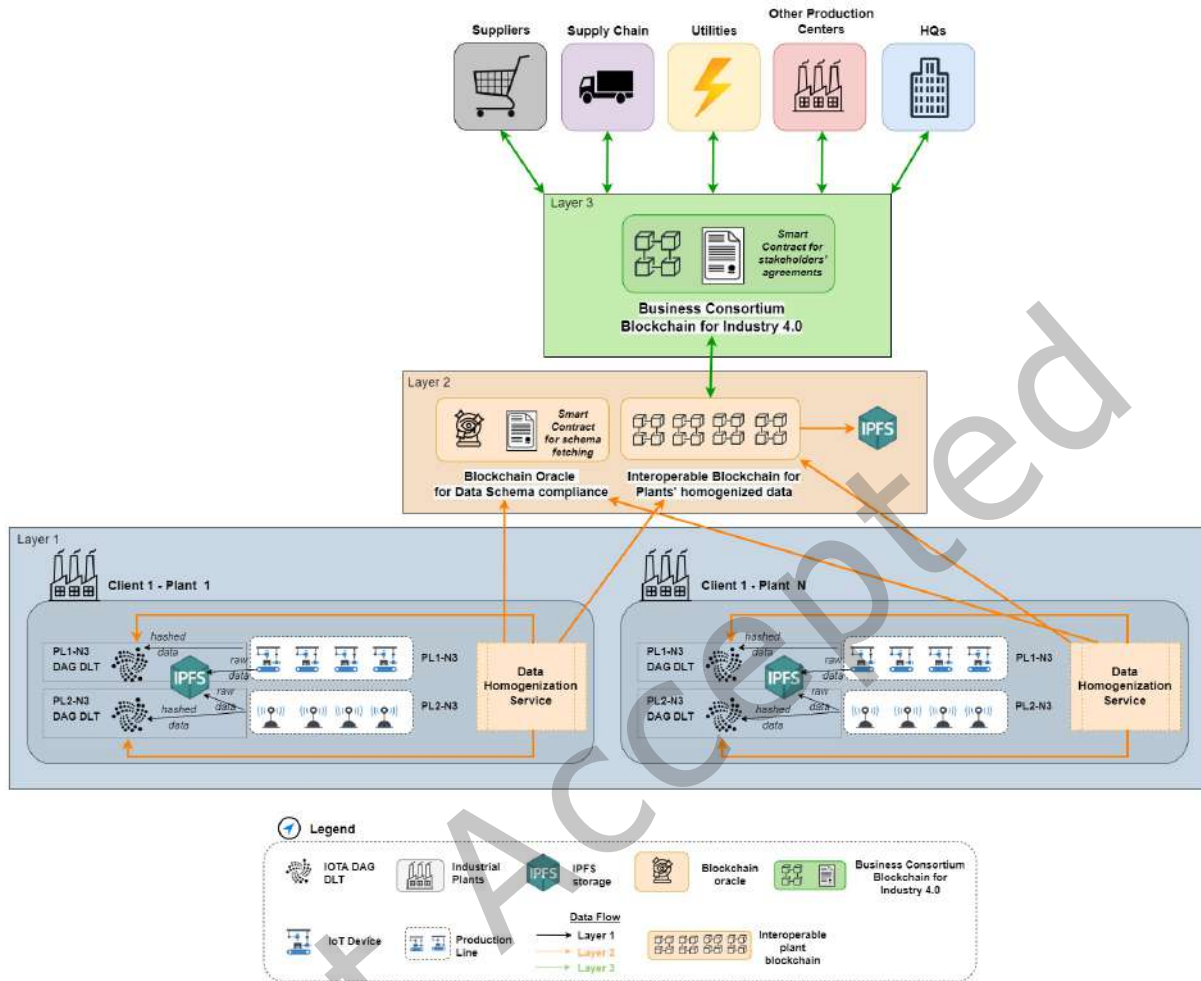 Suppliers
Supply Chain
Utilities
Other Production
Centers
HQs
Layer 3
Smart
Contract for
stakeholders'
agreements
Business Consortium
Blockchain for Industry 4.0
Layer 2
Smart
Contract
for schema
fetching
IPFS
Blockchain Oracle
for Data Schema compliance
Interoperable Blockchain for
Plants' homogenized data
Layer 1
Client 1 - Plant 1
PL1-N3
DAG DLT
hashed
data
raw
data
PL1-N3
IPFS
PL2-N3
DAG DLT
raw
data
hashed
data
PL2-N3
Data
Homogenization
Service
Client 1 - Plant N
PL1-N3
DAG DLT
hashed
data
raw
data
PL1-N3
IPFS
PL2-N3
DAG DLT
raw
data
hashed
data
PL2-N3
Data
Homogenization
Service
Legend
IOTA DAG
DLT
Industrial
Plants
IPFS
IPFS
storage
Blockchain
oracle
Business Consortium
Blockchain for
Industry 4.0
IoT Device
Production
Line
Data Flow
Layer 1
Layer 2
Layer 3
Interoperable
plant
blockchain
t Accepted